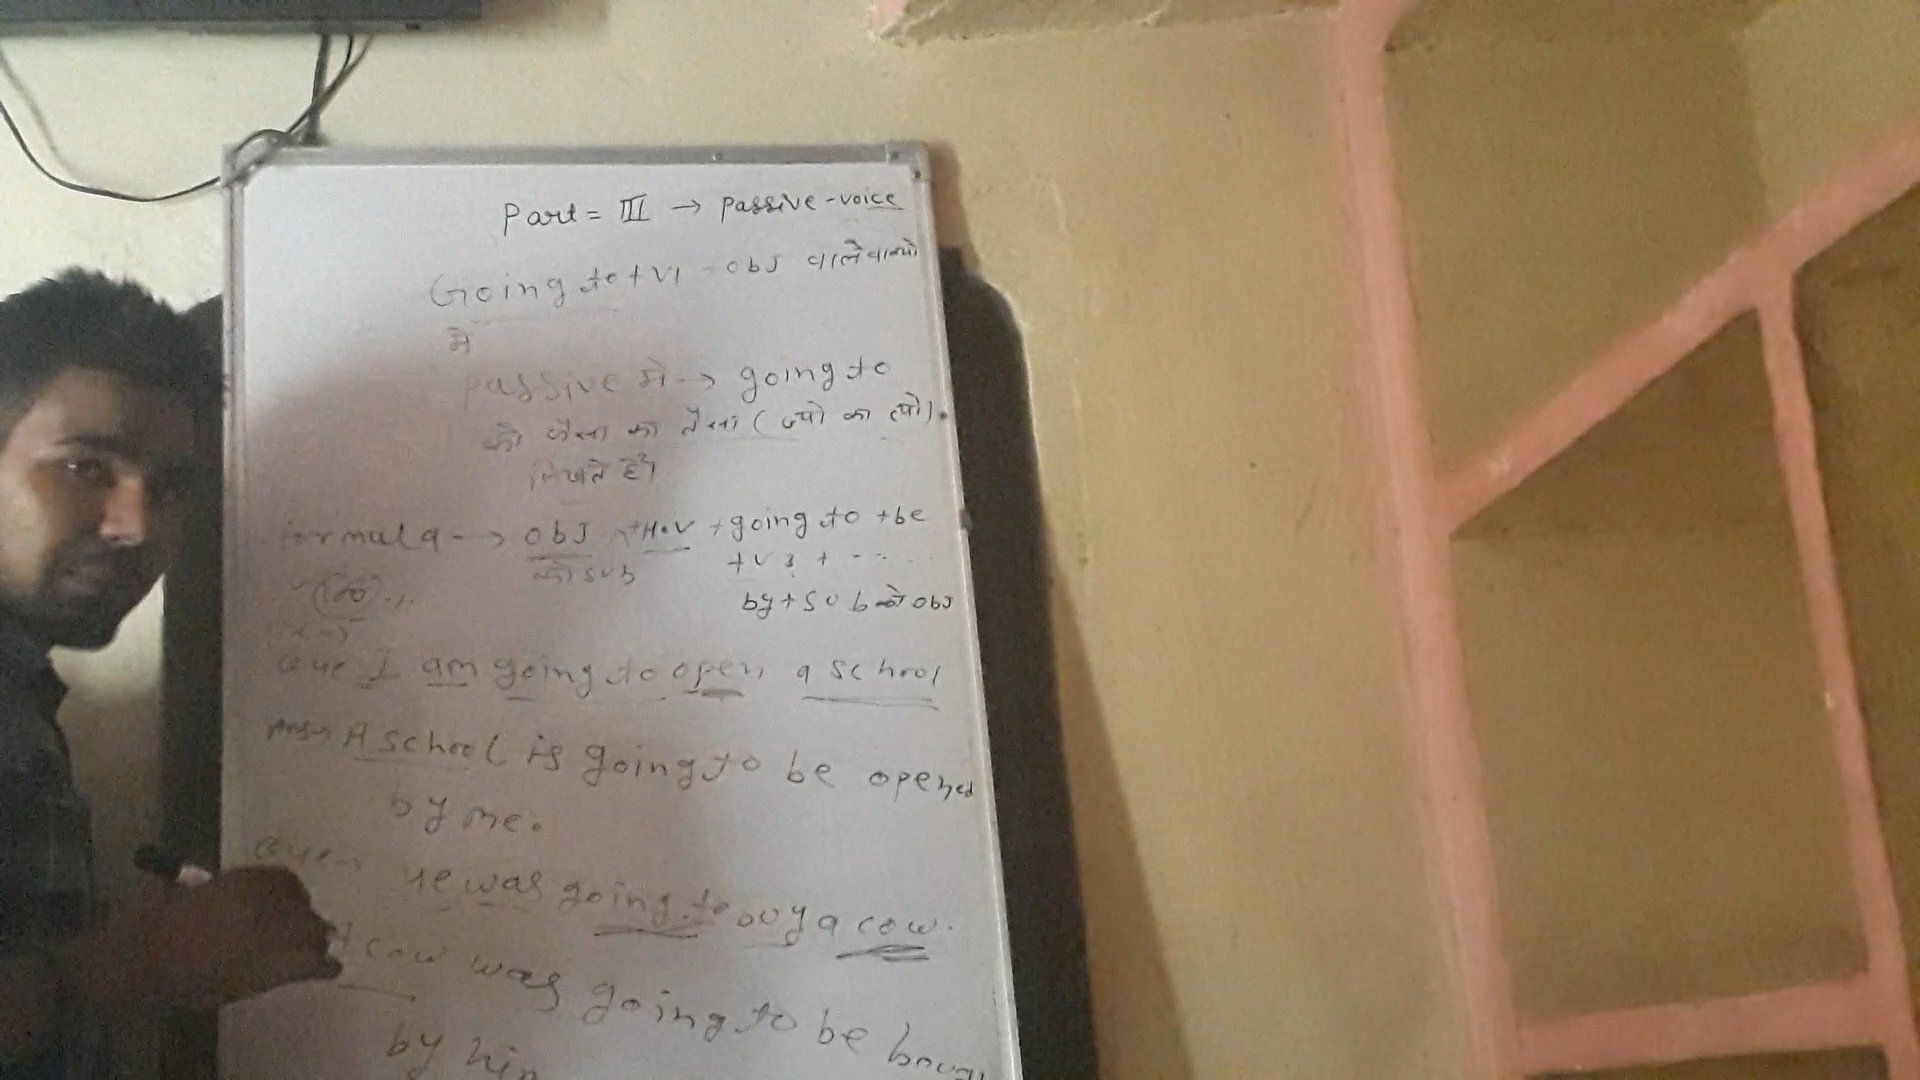 Part = III → Passive-voice
Going to + V1 - obj वाले वाक्यो
मे
passive मे → going to
को जैसा का तैसा ( ज्यो का त्यो ).
लिखते है।
formula → obj + H.V + going to + be
को sub + V3 + ......
by + sub को obj
Que I am going to open a school
Ans→ A school is going to be opened
by me.
Que→ He was going to buy a cow.
A cow was going to be
by